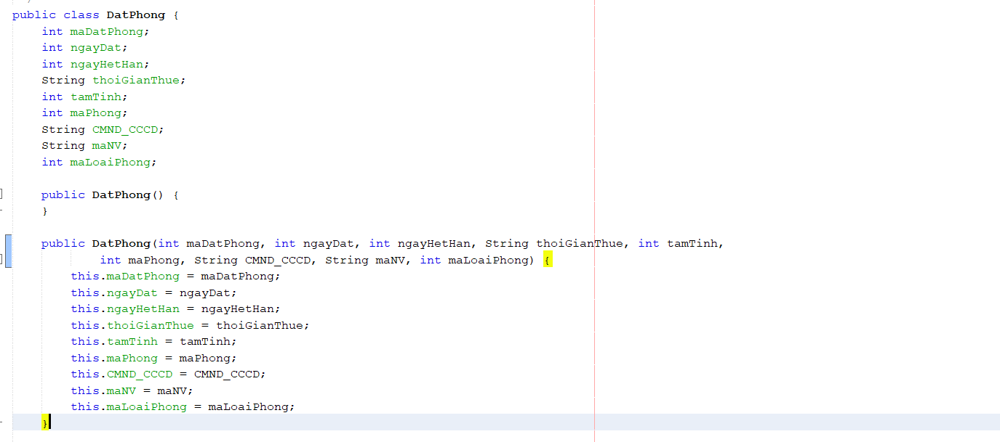 public class DatPhong {
    int maDatPhong;
    int ngayDat;
    int ngayHetHan;
    String thoiGianThue;
    int tamTinh;
    int maPhong;
    String CMND_CCCD;
    String maNV;
    int maLoaiPhong;
    public DatPhong() {
    }
    public DatPhong(int maDatPhong, int ngayDat, int ngayHetHan, String thoiGianThue, int tamTinh,
            int maPhong, String CMND_CCCD, String maNV, int maLoaiPhong) {
        this.maDatPhong = maDatPhong;
        this.ngayDat = ngayDat;
        this.ngayHetHan = ngayHetHan;
        this.thoiGianThue = thoiGianThue;
        this.tamTinh = tamTinh;
        this.maPhong = maPhong;
        this.CMND_CCCD = CMND_CCCD;
        this.maNV = maNV;
        this.maLoaiPhong = maLoaiPhong;
    }